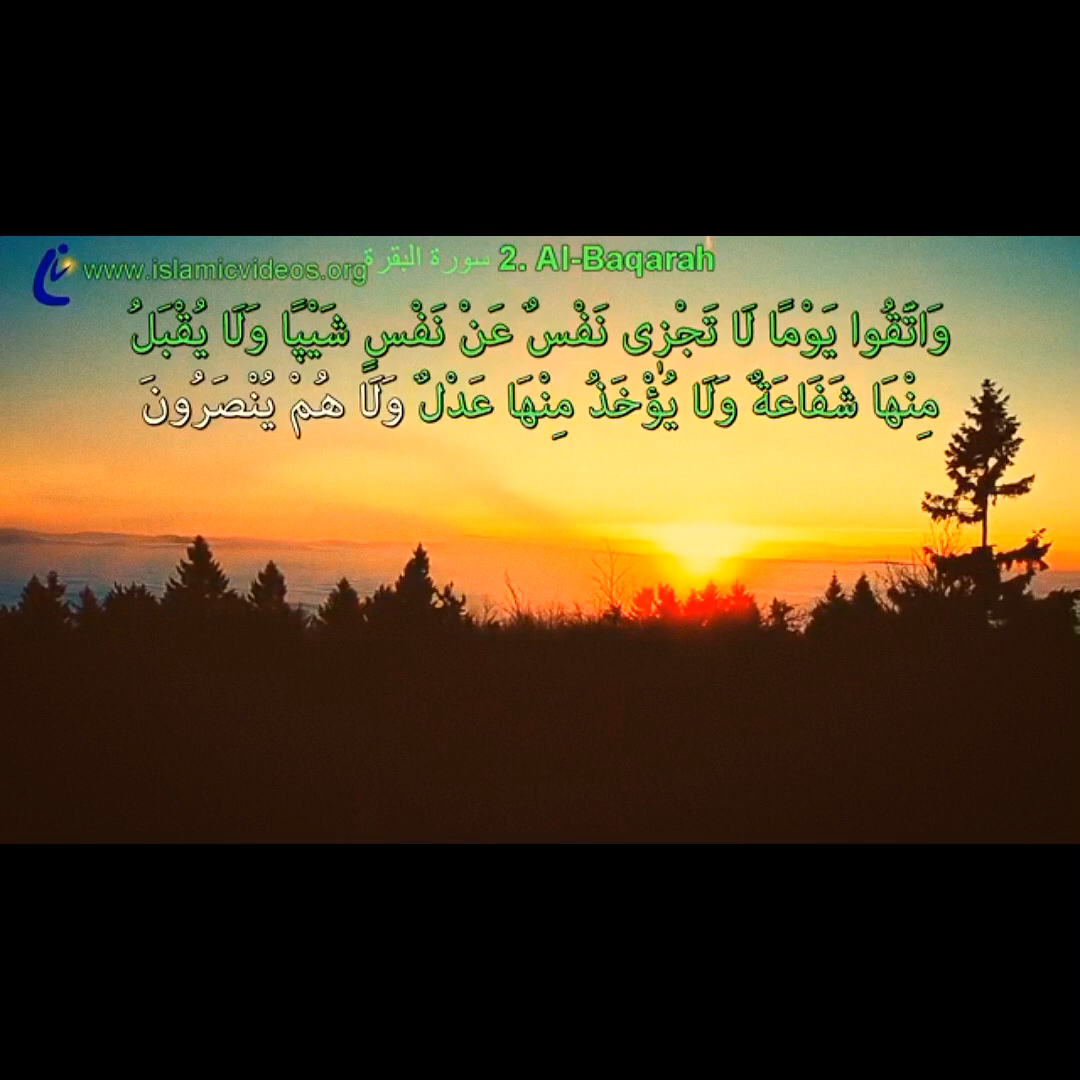 www.islamicvideos.org سورة البقرة 2. Al-Baqarah
وَاتَّقُوا يَوْمًا لَا تَجْزِى نَفْسٌ عَنْ نَفْسٍ شَيْپًا وَلَا يُقْبَلُ
مِنْهَا شَفَاعَةٌ وَلَا يُؤْخَذُ مِنْهَا عَدْلٌ وَلَا هُمْ يُنْصَرُونَ